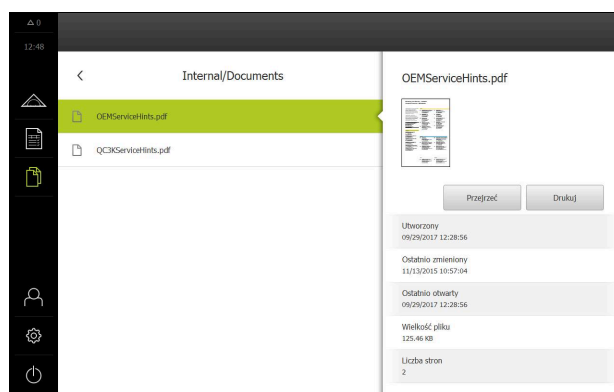 0
12:48
Internal/Documents
OEMServiceHints.pdf
QC3KServiceHints.pdf
OEMServiceHints.pdf
Przejrzeć
Drukuj
Utworzony
09/29/2017 12:28:56
Ostatnio zmieniony
11/13/2015 10:57:04
Ostatnio otwarty
09/29/2017 12:28:56
Wielkość pliku
125.46 KB
Liczba stron
2